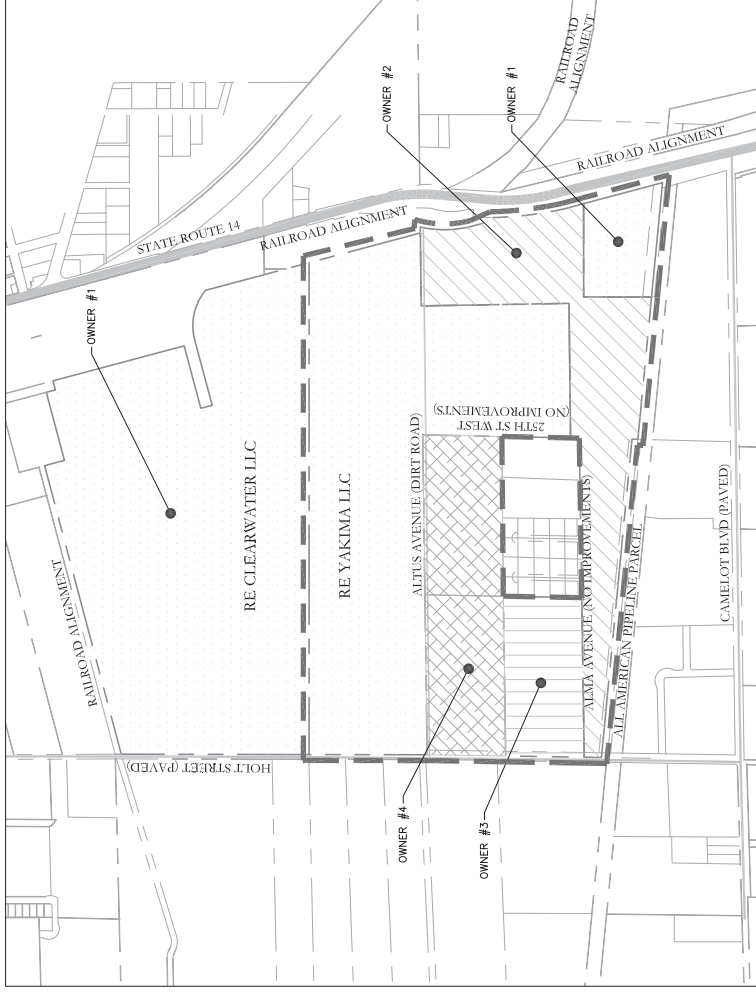 OWNER #1
STATE ROUTE 14
RAILROAD ALIGNMENT
OWNER #2
RAILROAD
ALIGNMENT
OWNER #1
RAILROAD ALIGNMENT
RE CLEARWATER LLC
RE YAKIMA LLC
ALTUS AVENUE (DIRT ROAD)
25TH ST WEST
(NO IMPROVEMENTS)
ALMA AVENUE (NO IMPROVEMENTS)
ALL AMERICAN PIPELINE PARCEL
CAMELOT BLVD (PAVED)
RAILROAD ALIGNMENT
HOLT STREET (PAVED)
OWNER #4
OWNER #3